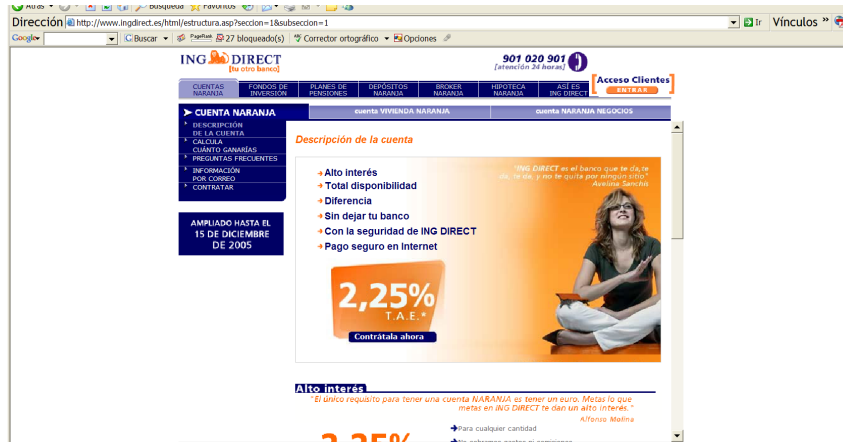 Atrás
Búsqueda
Favoritos
Dirección
http://www.ingdirect.es/html/estructura.asp?seccion=1&subseccion=1
Ir
Vínculos »
Google
Buscar
PageRank
27 bloqueado(s)
Corrector ortográfico
Opciones
ING DIRECT
[tu otro banco]
901 020 901
[atención 24 horas]
Acceso Clientes
ENTRAR
CUENTAS NARANJA
FONDOS DE INVERSIÓN
PLANES DE PENSIONES
DEPÓSITOS NARANJA
BROKER NARANJA
HIPOTECA NARANJA
ASÍ ES ING DIRECT
CUENTA NARANJA
cuenta VIVIENDA NARANJA
cuenta NARANJA NEGOCIOS
DESCRIPCIÓN
DE LA CUENTA
CALCULA
CUÁNTO GANARÍAS
PREGUNTAS FRECUENTES
INFORMACIÓN
POR CORREO
CONTRATAR
AMPLIADO HASTA EL
15 DE DICIEMBRE
DE 2005
Descripción de la cuenta
Alto interés
Total disponibilidad
Diferencia
Sin dejar tu banco
Con la seguridad de ING DIRECT
Pago seguro en Internet
"ING DIRECT es el banco que te da, te
da, te da, y no te quita por ningún sitio"
Avelina Sanchis
2,25%
T.A.E.*
Contrátala ahora
Alto interés
"El único requisito para tener una cuenta NARANJA es tener un euro. Metas lo que
metas en ING DIRECT te dan un alto interés."
Alfonso Molina
Para cualquier cantidad
2,25%